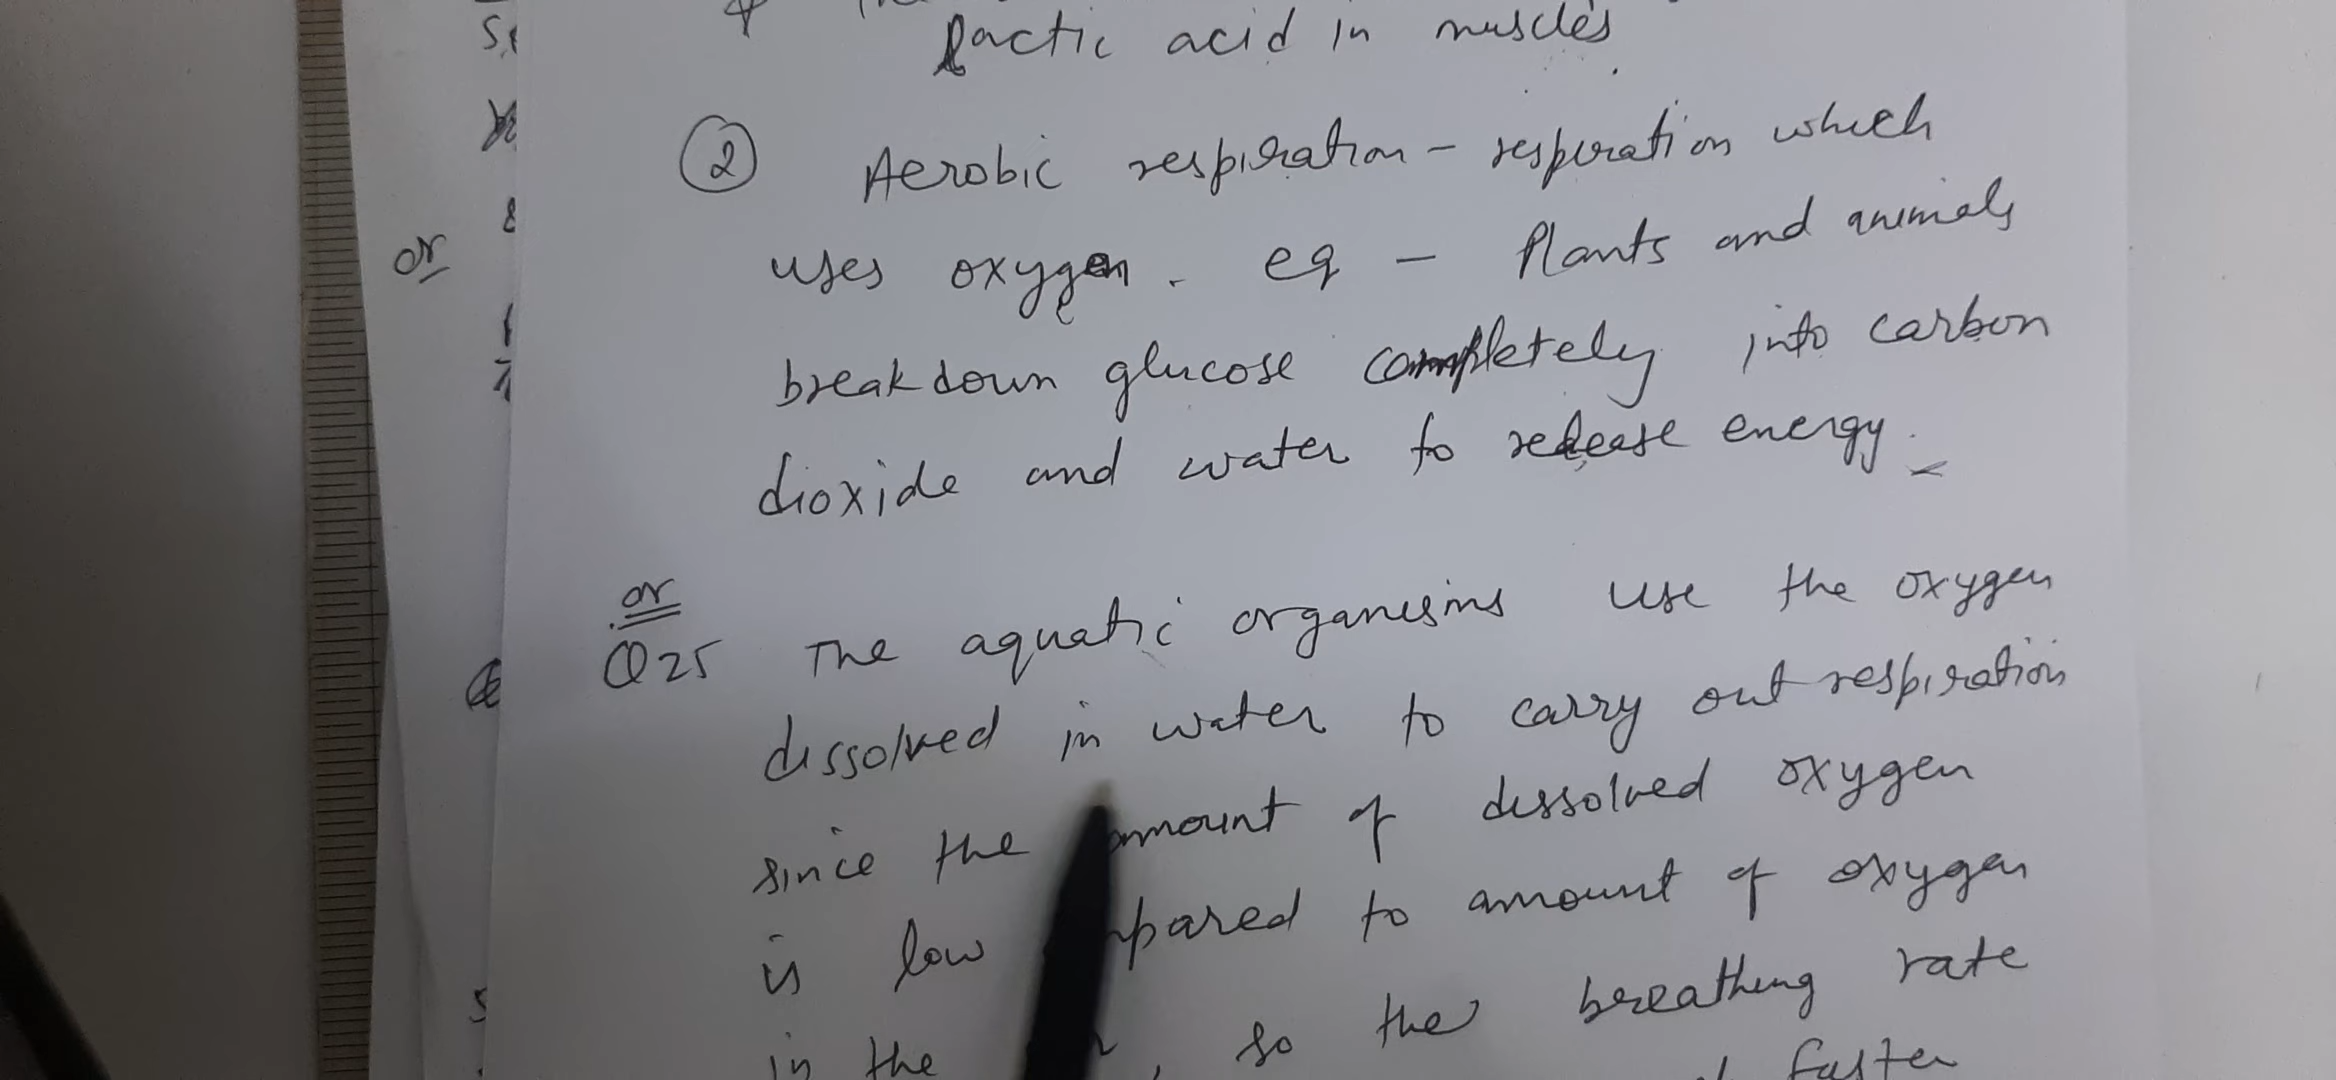 lactic acid in muscles
② Aerobic respiration - respiration which
uses oxygen. eg - Plants and animals
breakdown glucose completely into carbon
dioxide and water to release energy.
or
or
Q25 The aquatic organisms use the oxygen
dissolved in water to carry out respiration
since the amount of dissolved oxygen
is low compared to amount of oxygen
in the , so the breathing rate
faster